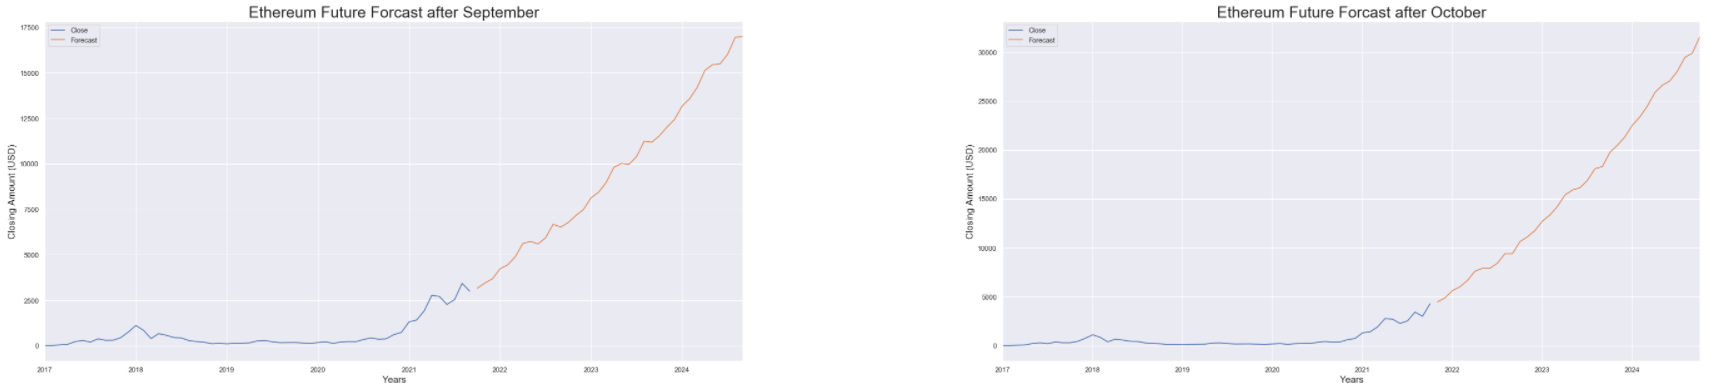 Ethereum Future Forcast after September
Close
Forecast
17500
15000
12500
10000
7500
5000
2500
0
Closing Amount (USD)
2017 2018 2019 2020 2021 2022 2023 2024
Years
Ethereum Future Forcast after October
Close
Forecast
30000
25000
20000
15000
10000
5000
0
Closing Amount (USD)
2017 2018 2019 2020 2021 2022 2023 2024
Years